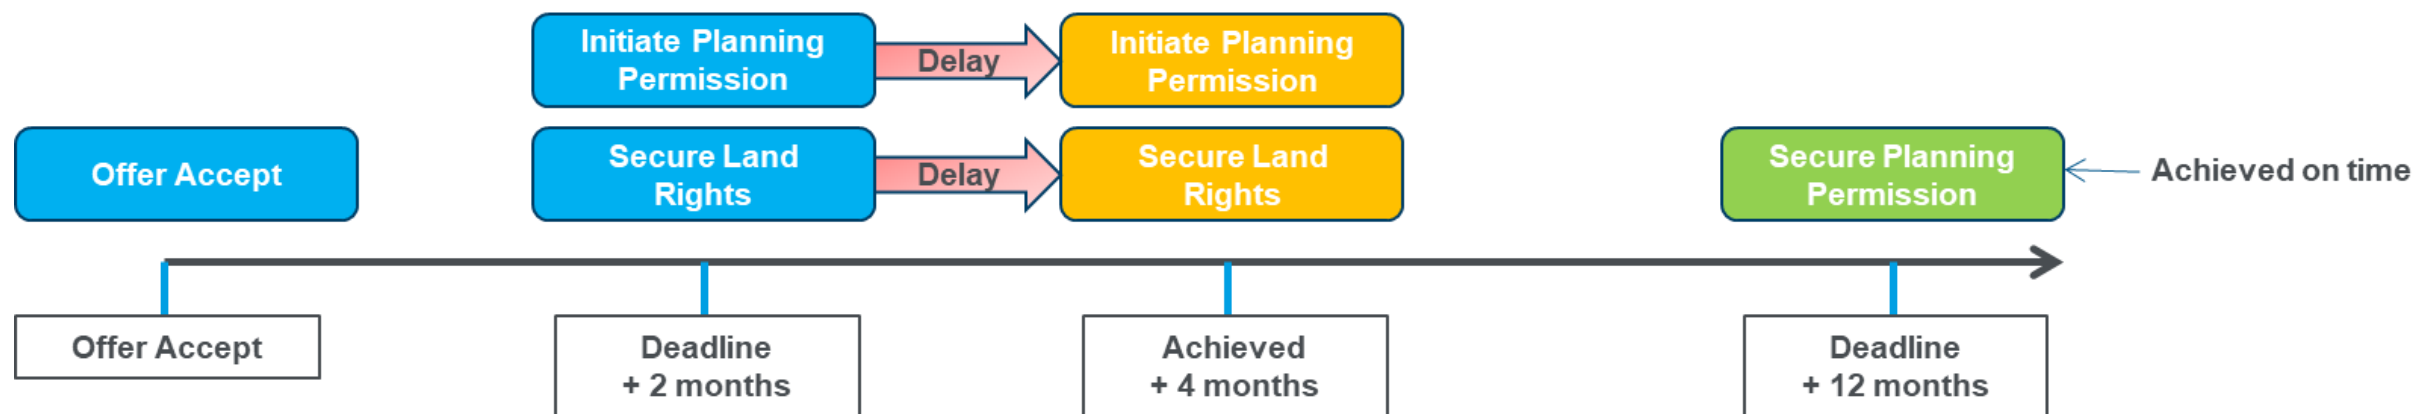 Initiate Planning
Permission
Delay
Initiate Planning
Permission
Offer Accept
Secure Land
Rights
Delay
Secure Land
Rights
Secure Planning
Permission
Achieved on time
Offer Accept
Deadline
+ 2 months
Achieved
+ 4 months
Deadline
+ 12 months